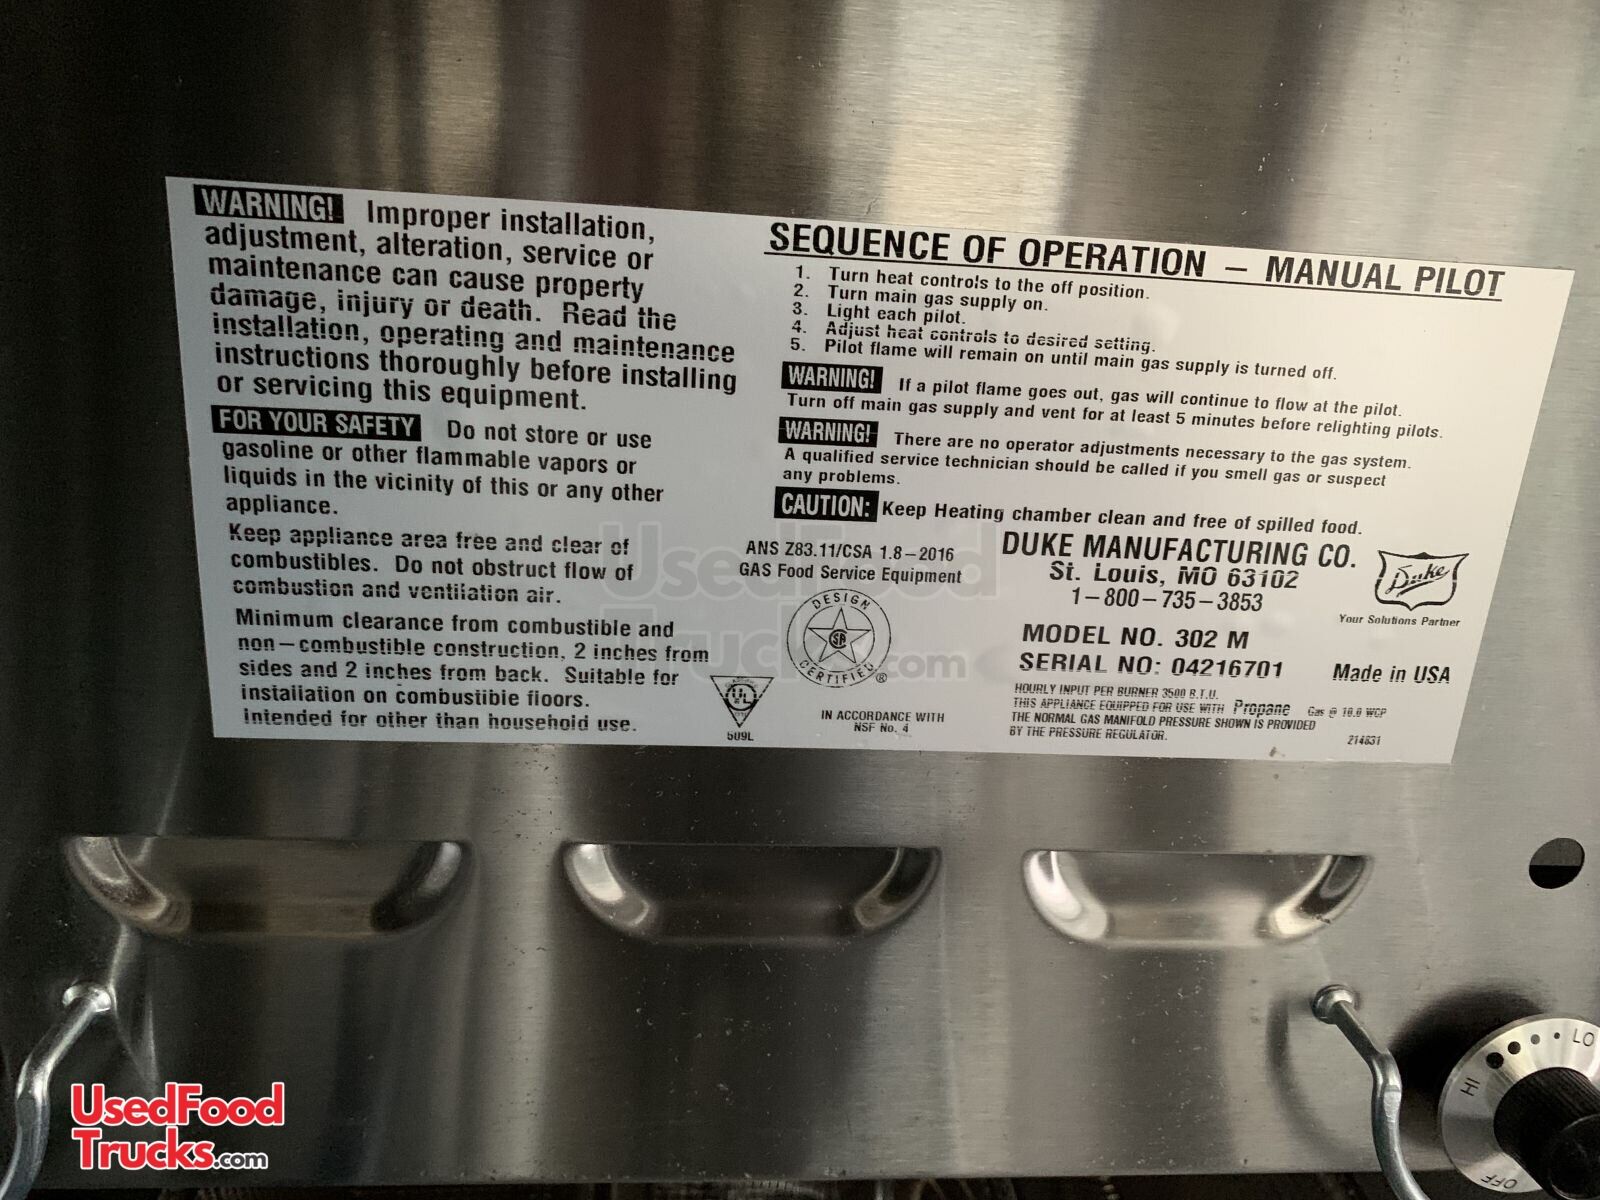 WARNING! Improper installation,
adjustment, alteration, service or
maintenance can cause property
damage, injury or death. Read the
installation, operating and maintenance
instructions thoroughly before installing
or servicing this equipment.
FOR YOUR SAFETY Do not store or use
gasoline or other flammable vapors or
liquids in the vicinity of this or any other
appliance.
Keep appliance area free and clear of
combustibles. Do not obstruct flow of
combustion and ventilation air.
Minimum clearance from combustible and
non-combustible construction, 2 inches from
sides and 2 inches from back. Suitable for
installation on combustible floors.
Intended for other than household use.
SEQUENCE OF OPERATION - MANUAL PILOT
1. Turn heat controls to the off position.
2. Turn main gas supply on.
3. Light each pilot.
4. Adjust heat controls to desired setting.
5. Pilot flame will remain on until main gas supply is turned off.
WARNING! If a pilot flame goes out, gas will continue to flow at the pilot.
Turn off main gas supply and vent for at least 5 minutes before relighting pilots.
WARNING! There are no operator adjustments necessary to the gas system.
A qualified service technician should be called if you smell gas or suspect
any problems.
CAUTION: Keep Heating chamber clean and free of spilled food.
ANS Z83.11/CSA 1.8-2016
GAS Food Service Equipment
DESIGN
CERTIFIED ®
UL
509L
IN ACCORDANCE WITH
NSF No. 4
DUKE MANUFACTURING CO.
St. Louis, MO 63102
1-800-735-3853
Duke
Your Solutions Partner
MODEL NO. 302 M
SERIAL NO: 04216701
Made in USA
HOURLY INPUT PER BURNER 3500 B.T.U.
THIS APPLIANCE EQUIPPED FOR USE WITH Propane Gas @ 10.0 WCP
THE NORMAL GAS MANIFOLD PRESSURE SHOWN IS PROVIDED
BY THE PRESSURE REGULATOR.
214831
UsedFood
Trucks.com
LO
HI
OFF
UsedFood
Trucks.com